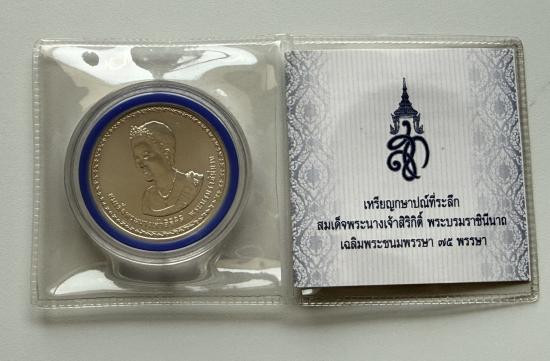 เหรียญกษาปณ์ที่ระลึก
สมเด็จพระนางเจ้าสิริกิติ์ พระบรมราชินีนาถ
เฉลิมพระชนมพรรษา ๗๕ พรรษา